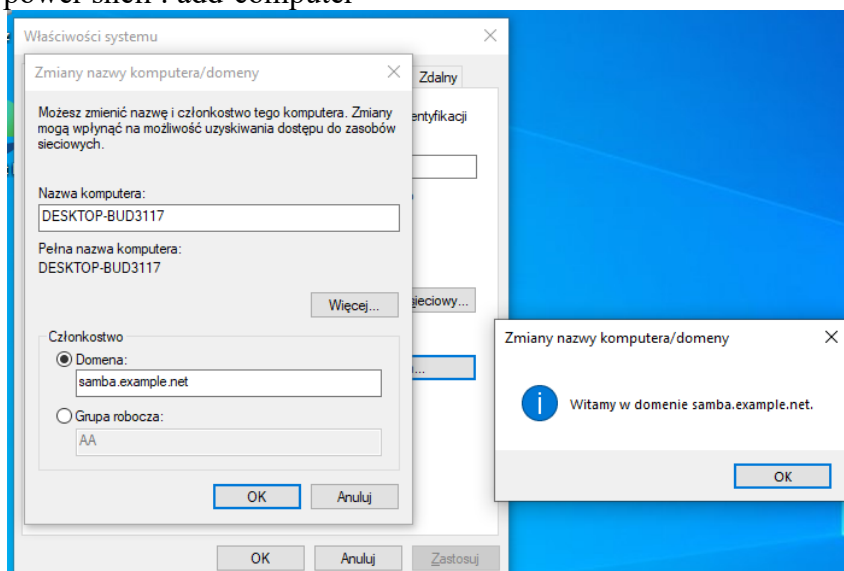 power shell : add-computer
Właściwości systemu
Zmiany nazwy komputera/domeny
Zdalny
Możesz zmienić nazwę i członkostwo tego komputera. Zmiany
mogą wpłynąć na możliwość uzyskiwania dostępu do zasobów
sieciowych.
entyfikacji
Nazwa komputera:
DESKTOP-BUD3117
Pełna nazwa komputera:
DESKTOP-BUD3117
Więcej...
sieciowy...
Członkostwo
Domena:
samba.example.net
...
Grupa robocza:
AA
OK
Anuluj
Zmiany nazwy komputera/domeny
Witamy w domenie samba.example.net.
OK
OK
Anuluj
Zastosuj